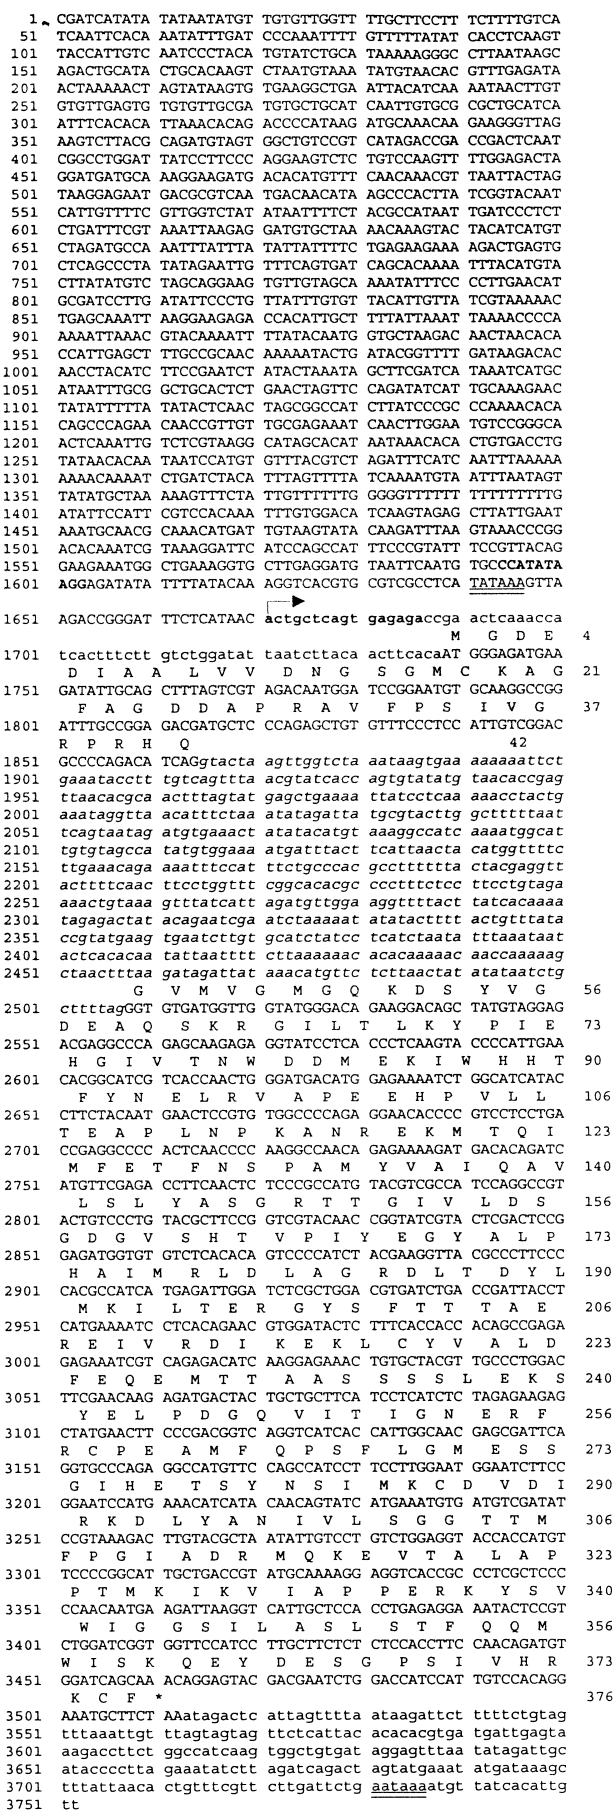 1 CGATCATATA TATAATATGT TGTGTTGGTT TTGCTTCCTT TCTTTTGTCA
51 TCAATTCACA AATATTTGAT CCCAAATTTT GTTTTTATAT CACCTCAAGT
101 TACCATTGTC AATCCCTACA TGTATCTGCA TAAAAAGGGC CTTAATAAGC
151 AGACTGCATA CTGCACAAGT CTAATGTAAA TATGTAACAC GTTTGAGATA
201 ACTAAAAACT AGTATAAGTG TGAAGGCTGA ATTACATCAA AATAACTTGT
251 GTGTTGAGTG TGTGTTGCGA TGTGCTGCAT CAATTGTGCG CGCTGCATCA
301 ATTTCACACA TTAAACACAG ACCCCATAAG ATGCAAACAA GAAGGGTTAG
351 AAGTCTTACG CAGATGTAGT GGCTGTCCGT CATAGACCGA CCGACTCAAT
401 CGGCCTGGAT TATCCTTCCC AGGAAGTCTC TGTCCAAGTT TTGGAGACTA
451 GGATGATGCA AAGGAAGATG ACACATGTTT CAACAAACGT TAATTACTAG
501 TAAGGAGAAT GACGCGTCAA TGACAACATA AGCCCACTTA TCGGTACAAT
551 CATTGTTTTC GTTGGTCTAT ATAATTTTCT ACGCCATAAT TGATCCCTCT
601 CTGATTTCGT AAATTAAGAG GATGTGCTAA AACAAAGTAC TACATCATGT
651 CTAGATGCCA AATTTATTTA TATTATTTTC TGAGAAGAAA AGACTGAGTG
701 CTCAGCCCTA TATAGAATTG TTTCAGTGAT CAGCACAAAA TTTACATGTA
751 CTTATATGTC TAGCAGGAAG TGTTGTAGCA AAATATTTCC CCTTGAACAT
801 GCGATCCTTG ATATTCCCTG TTATTTGTGT TACATTGTTA TCGTAAAAAC
851 TGAGCAAATT AAGGAAGAGA CCACATTGCT TTTATTAAAT TAAAACCCCA
901 AAAATTAAAC GTACAAAATT TTATACAATG GTGCTAAGAC AACTAACACA
951 CCATTGAGCT TTGCCGCAAC AAAAATACTG ATACGGTTTT GATAAGACAC
1001 AACCTACATC TTCCGAATCT ATACTAAATA GCTTCGATCA TAAATCATGC
1051 ATAATTTGCG GCTGCACTCT GAACTAGTTC CAGATATCAT TGCAAAGAAC
1101 TATATTTTTA TATACTCAAC TAGCGGCCAT CTTATCCCGC CCAAAACACA
1151 CAGCCCAGAA CAACCGTTGT TGCGAGAAAT CAACTTGGAA TGTCCGGGCA
1201 ACTCAAATTG TCTCGTAAGG CATAGCACAT AATAAACACA CTGTGACCTG
1251 TATAACACAA TAATCCATGT GTTTACGTCT AGATTTCATC AATTTAAAAA
1301 AAAACAAAAT CTGATCTACA TTTAGTTTTA TCAAAATGTA ATTTAATAGT
1351 TATATGCTAA AAAGTTTCTA TTGTTTTTTG GGGGTTTTTT TTTTTTTTTG
1401 ATATTCCATT CGTCCACAAA TTTGTGGACA TCAAGTAGAG CTTATTGAAT
1451 AAATGCAACG CAAACATGAT TGTAAGTATA CAAGATTTAA GTAAACCCGG
1501 ACACAAATCG TAAAGGATTC ATCCAGCCAT TTCCCGTATT TCCGTTACAG
1551 GAAGAAATGG CTGAAAGGTG CTTGAGGATG TAATTCAATG TGCCCATATA
1601 AGGAGATATA TTTTATACAA AGGTCACGTG CGTCGCCTCA TATAAAGTTA
1651 AGACCGGGAT TTCTCATAAC actgctcagt gagagaccga actcaaacca
M G D E 4
1701 tcactttctt gtctggatat taatcttaca acttcacaAT GGGAGATGAA
D I A A L V V D N G S G M C K A G 21
1751 GATATTGCAG CTTTAGTCGT AGACAATGGA TCCGGAATGT GCAAGGCCGG
F A G D D A P R A V F P S I V G 37
1801 ATTTGCCGGA GACGATGCTC CCAGAGCTGT GTTTCCCTCC ATTGTCGGAC
R P R H Q 42
1851 GCCCCAGACA TCAGgtacta agttggtcta aataagtgaa aaaaaattct
1901 gaaataccttt tgtcagttta acgtatcacc agtgtatatg taacaccgag
1951 ttaacacgca actttagtat gagctgaaaa ttatcctcaa aaacctactg
2001 aaataggtta acatttctaa atatagatta tgcgtacttg gctttttaat
2051 tcagtaatag atgtgaaact atatacatgt aaaggccatc aaaaatggcat
2101 tgtgtagcca tatgtggaaa atgatttact tcattaacta catggttttc
2151 ttgaaacaga aaatttccat ttctgcccac gccttttttta ctacgaggtt
2201 acttttcaac ttcctggttt cggcacacgc ccctttctcc ttcctgtaga
2251 aaactgtaaa gtttatcatt agatgttgga aggttttact ttatcacaaaa
2301 tagagactat acagaatcga atctaaaaat atatactttt actgtttata
2351 ccgtatgaag tgaatcttgt gcatctatcc tcatctaata tttaaataat
2401 actcacacaa tattaatttt cttaaaaaac acacaaaaac aaccaaaaag
2451 ctaactttaa gatagattat aaacatgttc tcttaactat atataatctg
G V M V G M G Q K D S Y V G 56
2501 cttttagGGT GTGATGGTTG GTATGGGACA GAAGGACAGC TATGTAGGAG
D E A Q S K R G I L T L K Y P I E 73
2551 ACGAGGCCCA GAGCAAGAGA GGTATCCTCA CCCTCAAGTA CCCCATTGAA
H G I V T N W D D M E K I W H H T 90
2601 CACGGCATCG TCACCAACTG GGATGACATG GAGAAAATCT GGCATCATAC
F Y N E L R V A P E E H P V L L 106
2651 CTTCTACAAT GAACTCCGTG TGGCCCCAGA GGAACACCCC GTCCTCCTGA
T E A P L N P K A N R E K M T Q I 123
2701 CCGAGGCCCC ACTCAACCCC AAGGCCAACA GAGAAAAGAT GACACAGATC
M F E T F N S P A M Y V A I Q A V 140
2751 ATGTTCGAGA CCTTCAACTC TCCCGCCATG TACGTCGCCA TCCAGGCCGT
L S L Y A S G R T T G I V L D S 156
2801 ACTGTCCCTG TACGCTTCCG GTCGTACAAC CGGTATCGTA CTCGACTCCG
G D G V S H T V P I Y E G Y A L P 173
2851 GAGATGGTGT GTCTCACACA GTCCCCATCT ACGAAGGTTA CGCCCTTCCC
H A I M R L D L A G R D L T D Y L 190
2901 CACGCCATCA TGAGATTGGA TCTCGCTGGA CGTGATCTGA CCGATTACCT
M K I L T E R G Y S F T T T A E 206
2951 CATGAAAATC CTCACAGAAC GTGGATACTC TTTCACCACC ACAGCCGAGA
R E I V R D I K E K L C Y V A L D 223
3001 GAGAAATCGT CAGAGACATC AAGGAGAAAC TGTGCTACGT TGCCCTGGAC
F E Q E M T T A A S S S S L E K S 240
3051 TTCGAACAAG AGATGACTAC TGCTGCTTCA TCCTCATCTC TAGAGAAGAG
Y E L P D G Q V I T I G N E R F 256
3101 CTATGAACTT CCCGACGGTC AGGTCATCAC CATTGGCAAC GAGCGATTCA
R C P E A M F Q P S F L G M E S S 273
3151 GGTGCCCAGA GGCCATGTTC CAGCCATCCT TCCTTGGAAT GGAATCTTCC
G I H E T S Y N S I M K C D V D I 290
3201 GGAATCCATG AAACATCATA CAACAGTATC ATGAAATGTG ATGTCGATAT
R K D L Y A N I V L S G G T T M 306
3251 CCGTAAAGAC TTGTACGCTA ATATTGTCCT GTCTGGAGGT ACCACCATGT
F P G I A D R M Q K E V T A L A P 323
3301 TCCCCGGCAT TGCTGACCGT ATGCAAAAGG AGGTCACCGC CCTCGCTCCC
P T M K I K V I A P P E R K Y S V 340
3351 CCAACAATGA AGATTAAGGT CATTGCTCCA CCTGAGAGGA AATACTCCGT
W I G G S I L A S L S T F Q Q M 356
3401 CTGGATCGGT GGTTCCATCC TTGCTTCTCT CTCCACCTTC CAACAGATGT
W I S K Q E Y D E S G P S I V H R 373
3451 GGATCAGCAA ACAGGAGTAC GACGAATCTG GACCATCCAT TGTCCACAGG
K C F * 376
3501 AAATGCTTCT AAatagactc attagtttta ataagattct ttttctgtag
3551 tttaaattgt ttagtagtag ttctcattac acacacgtga tgattgagta
3601 aagaccttct ggccatcaag tggctgtgat aggagtttaa tatagattgc
3651 ataccccttta gaaatatctt agatcagact agtatgaaat atgataaagc
3701 tttattaaca ctgtttcgtt cttgattctg aataaaatgt tatcacattg
3751 tt